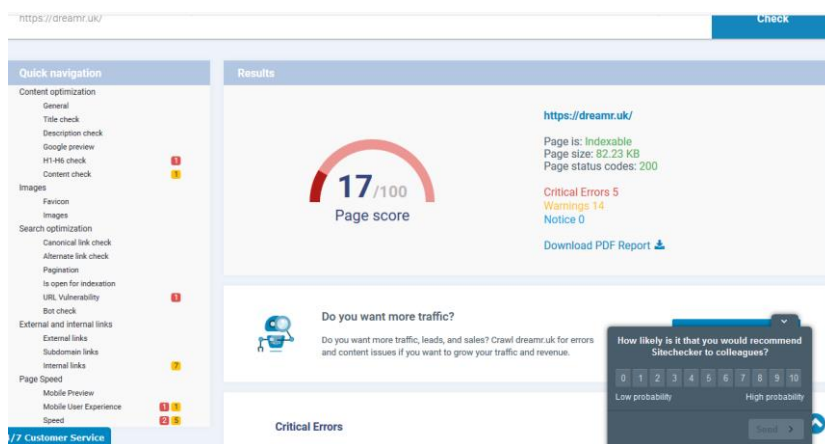 https://dreamr.uk/
Check
Quick navigation
Content optimization
General
Title check
Description check
Google preview
H1-H6 check 1
Content check 1
Images
Favicon
Images
Search optimization
Canonical link check
Alternate link check
Pagination
Is open for indexation
URL Vulnerability 1
Bot check
External and internal links
External links
Subdomain links
Internal links 7
Page Speed
Mobile Preview
Mobile User Experience 1 1
Speed 2 5
/7 Customer Service
Results
17/100
Page score
https://dreamr.uk/
Page is: Indexable
Page size: 82.23 KB
Page status codes: 200
Critical Errors 5
Warnings 14
Notice 0
Download PDF Report
Do you want more traffic?
Do you want more traffic, leads, and sales? Crawl dreamr.uk for errors
and content issues if you want to grow your traffic and revenue.
Critical Errors
How likely is it that you would recommend
Sitechecker to colleagues?
0 1 2 3 4 5 6 7 8 9 10
Low probability High probability
Send